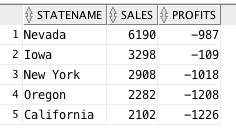 STATENAME SALES PROFITS
1 Nevada 6190 -987
2 Iowa 3298 -109
3 New York 2908 -1018
4 Oregon 2282 -1208
5 California 2102 -1226